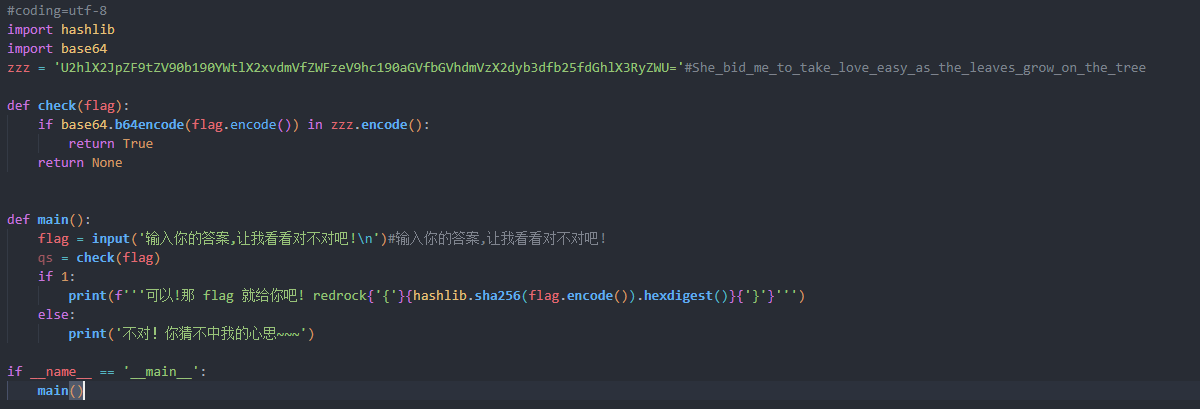 #coding=utf-8
import hashlib
import base64
zzz = 'U2hlX2JpZF9tZV90b190YWtlX2xvdmVfZWFzeV9hc190aGVfbGVhdmVzX2dyb3dfb25fdGhlX3RyZWU='#She_bid_me_to_take_love_easy_as_the_leaves_grow_on_the_tree
def check(flag):
    if base64.b64encode(flag.encode()) in zzz.encode():
        return True
    return None
def main():
    flag = input('输入你的答案,让我看看对不对吧!\n')#输入你的答案,让我看看对不对吧!
    qs = check(flag)
    if 1:
        print(f'''可以!那 flag 就给你吧! redrock{'{'}{hashlib.sha256(flag.encode()).hexdigest()}{'}'}''')
    else:
        print('不对! 你猜不中我的心思~~~')
if __name__ == '__main__':
    main()